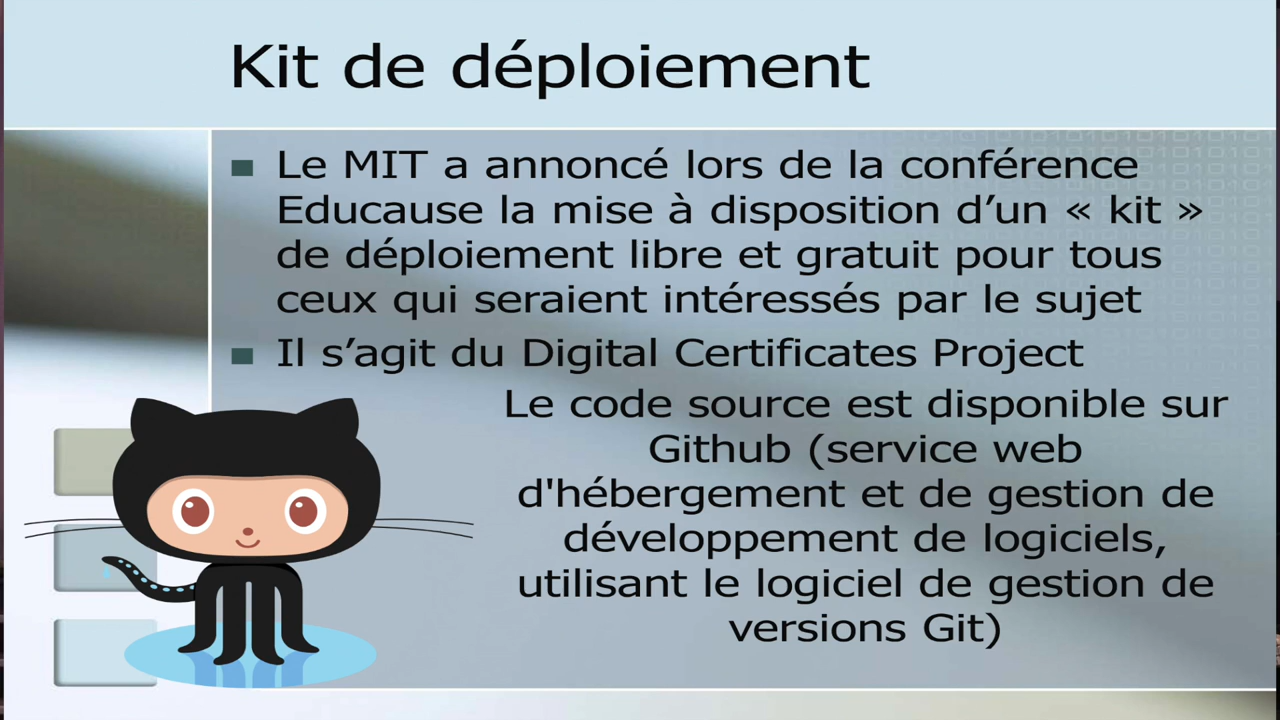 Kit de déploiement
Le MIT a annoncé lors de la conférence
Educause la mise à disposition d’un « kit »
de déploiement libre et gratuit pour tous
ceux qui seraient intéressés par le sujet
Il s’agit du Digital Certificates Project
Le code source est disponible sur
Github (service web
d'hébergement et de gestion de
développement de logiciels,
utilisant le logiciel de gestion de
versions Git)